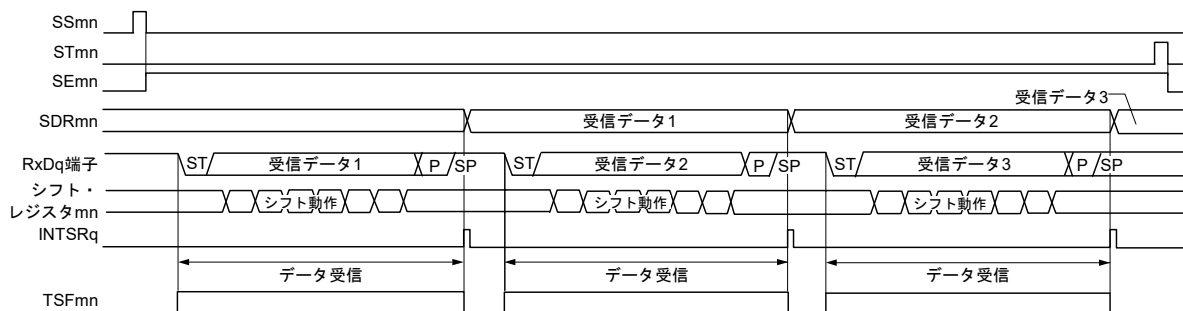 SSmn
STmn
SEmn
受信データ3
SDRmn 受信データ1 受信データ2
RxDq端子 ST 受信データ1 P SP ST 受信データ2 P SP ST 受信データ3 P SP
シフト・
レジスタmn シフト動作 シフト動作 シフト動作
INTSRq
データ受信 データ受信 データ受信
TSFmn